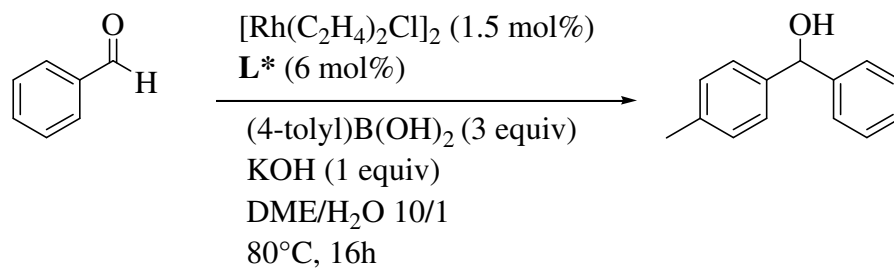 O
H
[Rh(C₂H₄)₂Cl]₂ (1.5 mol%)
L* (6 mol%)
(4-tolyl)B(OH)₂ (3 equiv)
KOH (1 equiv)
DME/H₂O 10/1
80°C, 16h
OH